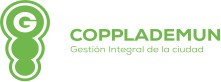 G
COPPLADEMUN
Gestión Integral de la ciudad